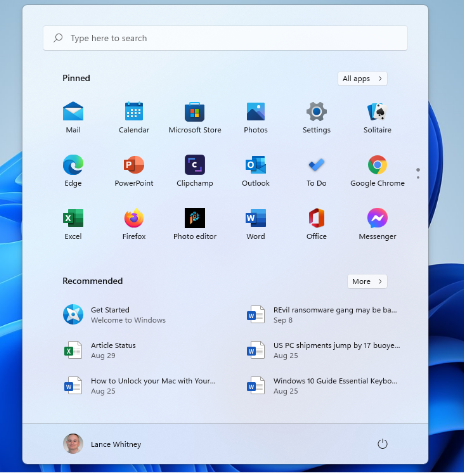 Type here to search
Pinned
All apps
Mail
Calendar
Microsoft Store
Photos
Settings
Solitaire
Edge
PowerPoint
Clipchamp
Outlook
To Do
Google Chrome
Excel
Firefox
Photo editor
Word
Office
Messenger
Recommended
More
Get Started
Welcome to Windows
REvil ransomware gang may be ba...
Sep 8
Article Status
Aug 29
US PC shipments jump by 17 buoye...
Aug 25
How to Unlock your Mac with Your...
Aug 25
Windows 10 Guide Essential Keybo...
Aug 25
Lance Whitney